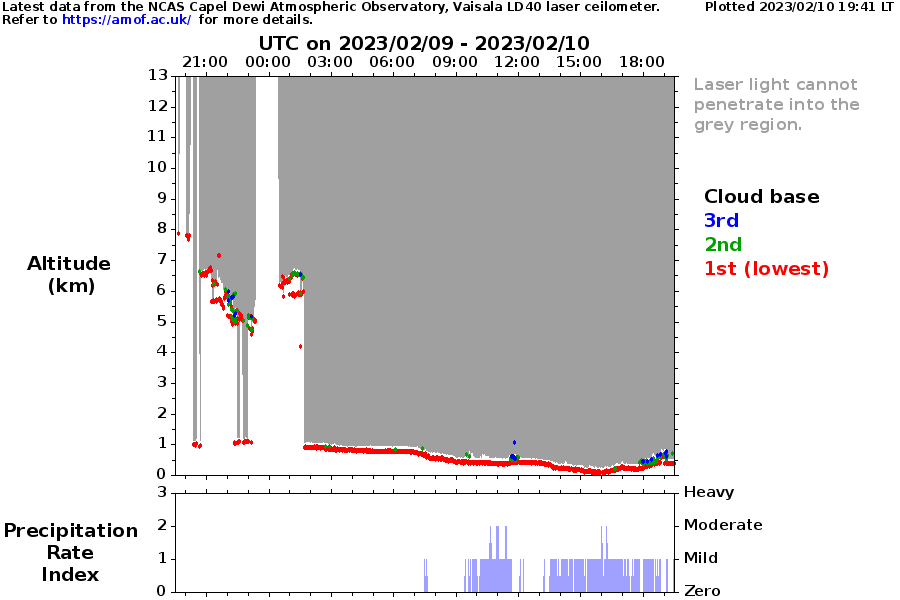 Latest data from the NCAS Capel Dewi Atmospheric Observatory, Vaisala LD40 laser ceilometer. Plotted 2023/02/10 19:41 LT
Refer to https://amof.ac.uk/ for more details.
UTC on 2023/02/09 - 2023/02/10
21:00 00:00 03:00 06:00 09:00 12:00 15:00 18:00
13
12
11
10
9
8
7
6
5
4
3
2
1
0
Altitude
(km)
Laser light cannot
penetrate into the
grey region.
Cloud base
3rd
2nd
1st (lowest)
3 Heavy
2 Moderate
1 Mild
0 Zero
Precipitation
Rate
Index